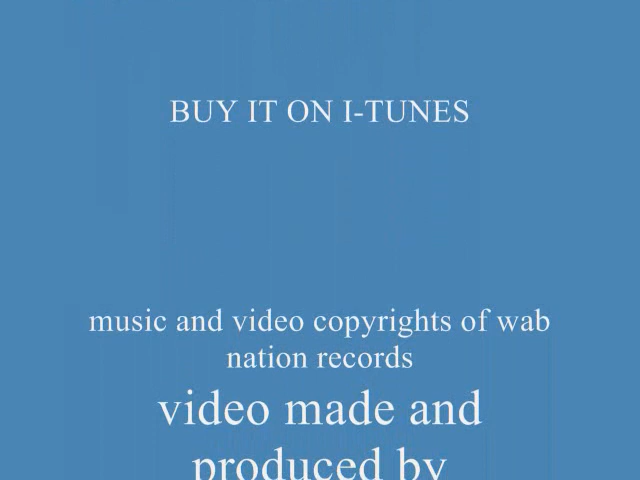 BUY IT ON I-TUNES
music and video copyrights of wab
nation records
video made and
produced by